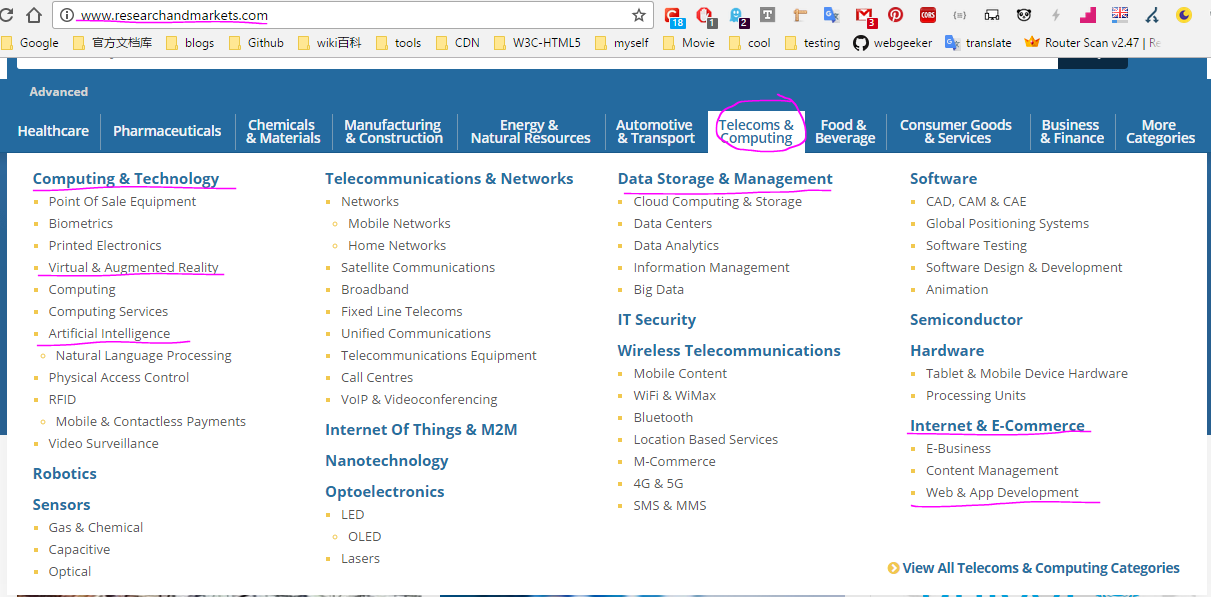 www.researchandmarkets.com
18
1
2
T
3
CORS
{≡}
Google 官方文档库 blogs Github wiki百科 tools CDN W3C-HTML5 myself Movie cool testing webgeeker translate Router Scan v2.47 | Re
Advanced
Healthcare
Pharmaceuticals
Chemicals
& Materials
Manufacturing
& Construction
Energy &
Natural Resources
Automotive
& Transport
Telecoms &
Computing
Food &
Beverage
Consumer Goods
& Services
Business
& Finance
More
Categories
Computing & Technology
Point Of Sale Equipment
Biometrics
Printed Electronics
Virtual & Augmented Reality
Computing
Computing Services
Artificial Intelligence
Natural Language Processing
Physical Access Control
RFID
Mobile & Contactless Payments
Video Surveillance
Robotics
Sensors
Gas & Chemical
Capacitive
Optical
Telecommunications & Networks
Networks
Mobile Networks
Home Networks
Satellite Communications
Broadband
Fixed Line Telecoms
Unified Communications
Telecommunications Equipment
Call Centres
VoIP & Videoconferencing
Internet Of Things & M2M
Nanotechnology
Optoelectronics
LED
OLED
Lasers
Data Storage & Management
Cloud Computing & Storage
Data Centers
Data Analytics
Information Management
Big Data
IT Security
Wireless Telecommunications
Mobile Content
WiFi & WiMax
Bluetooth
Location Based Services
M-Commerce
4G & 5G
SMS & MMS
Software
CAD, CAM & CAE
Global Positioning Systems
Software Testing
Software Design & Development
Animation
Semiconductor
Hardware
Tablet & Mobile Device Hardware
Processing Units
Internet & E-Commerce
E-Business
Content Management
Web & App Development
View All Telecoms & Computing Categories